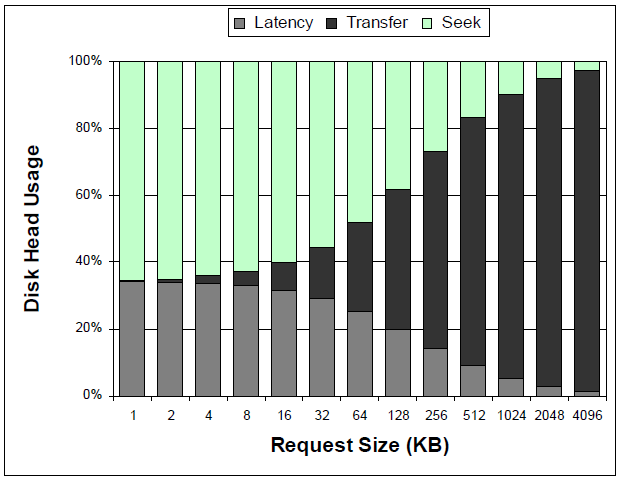 Latency Transfer Seek
100%
80%
60%
40%
20%
0%
Disk Head Usage
1 2 4 8 16 32 64 128 256 512 1024 2048 4096
Request Size (KB)